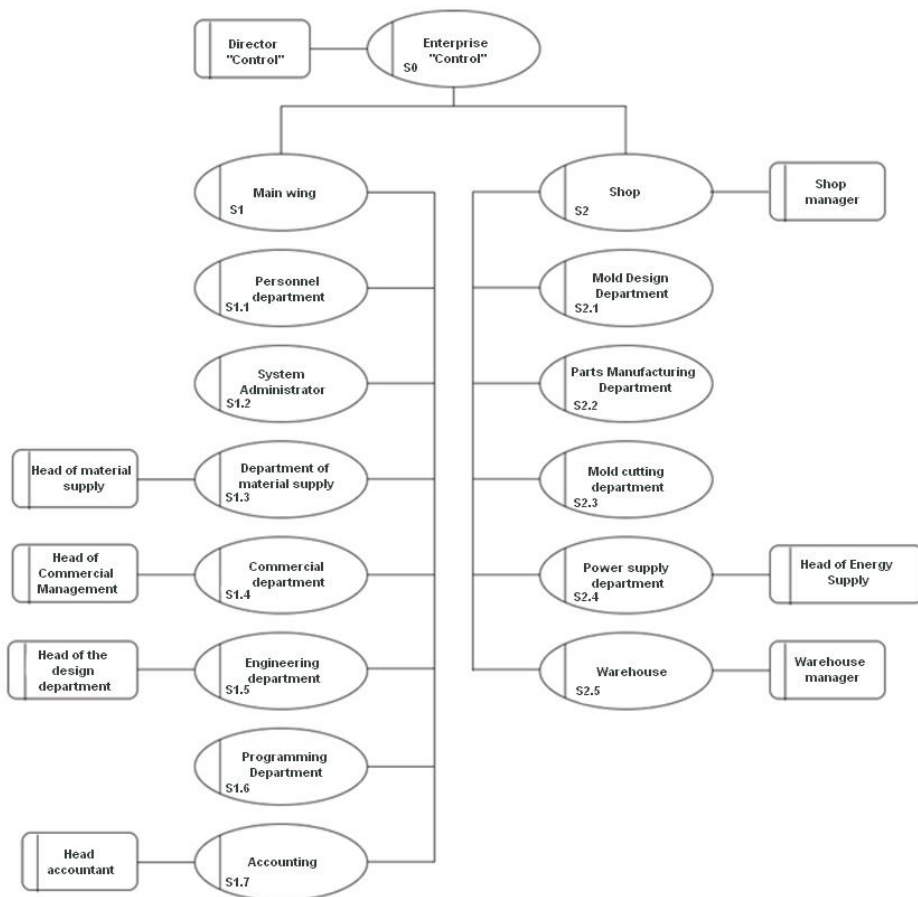 Director
"Control"
Enterprise
"Control"
S0
Main wing
S1
Shop
S2
Shop
manager
Personnel
department
S1.1
Mold Design
Department
S2.1
System
Administrator
S1.2
Parts Manufacturing
Department
S2.2
Head of material
supply
Department of
material supply
S1.3
Mold cutting
department
S2.3
Head of
Commercial
Management
Commercial
department
S1.4
Power supply
department
S2.4
Head of Energy
Supply
Head of the
design
department
Engineering
department
S1.5
Warehouse
S2.5
Warehouse
manager
Programming
Department
S1.6
Head
accountant
Accounting
S1.7